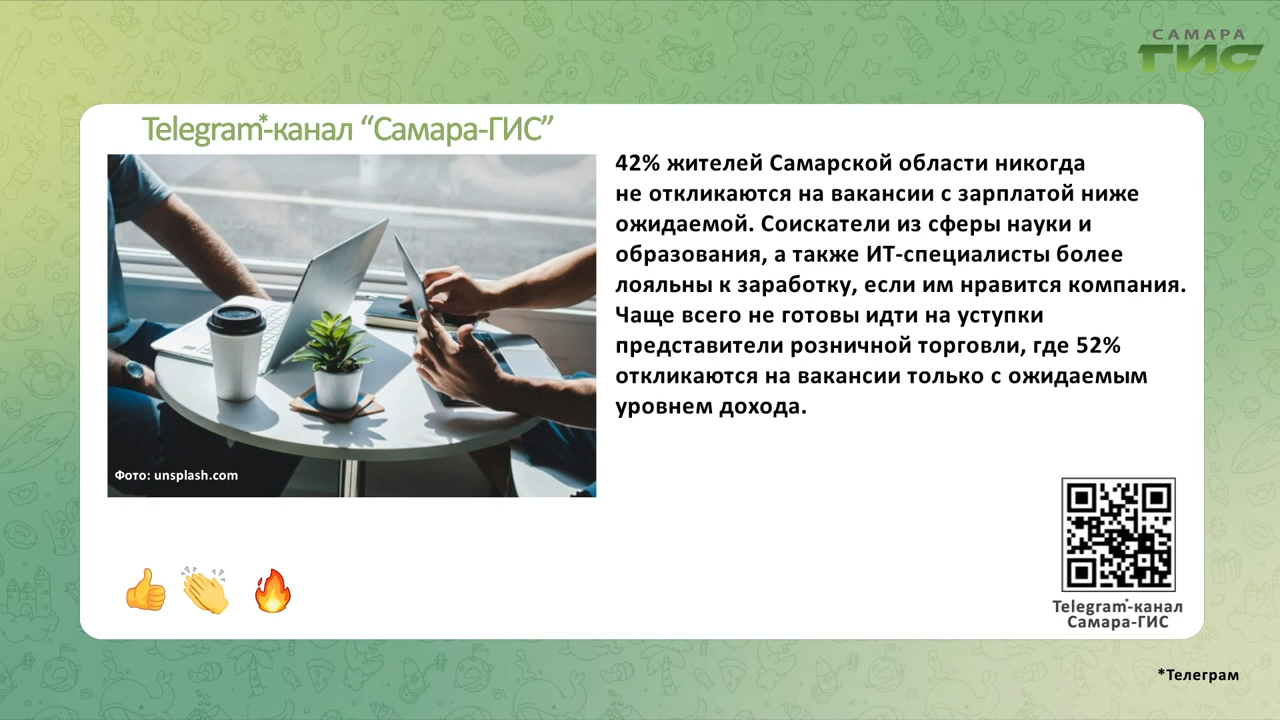 САМАРА
ГИС
Telegram*-канал “Самара-ГИС”
42% жителей Самарской области никогда
не откликаются на вакансии с зарплатой ниже
ожидаемой. Соискатели из сферы науки и
образования, а также ИТ-специалисты более
лояльны к заработку, если им нравится компания.
Чаще всего не готовы идти на уступки
представители розничной торговли, где 52%
откликаются на вакансии только с ожидаемым
уровнем дохода.
Фото: unsplash.com
Telegram*-канал
Самара-ГИС
*Телеграм